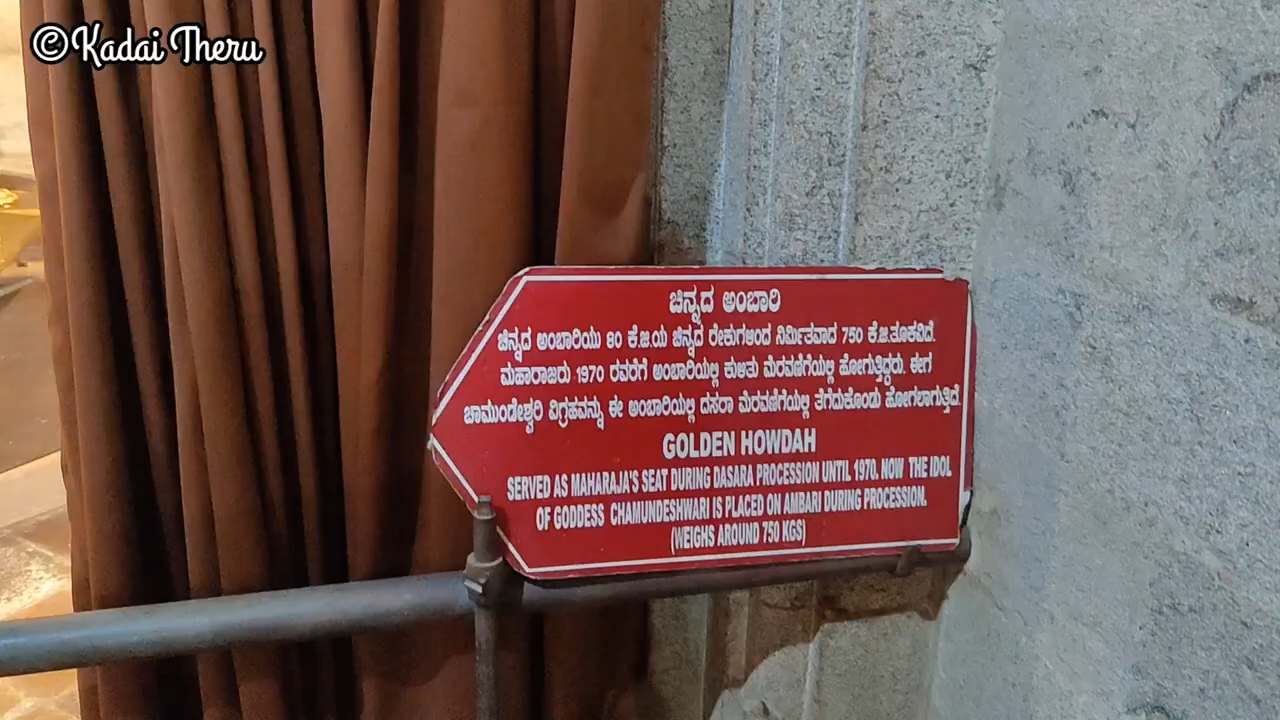 ©Kadai Theru
ಚಿನ್ನದ ಅಂಬಾರಿ
ಚಿನ್ನದ ಅಂಬಾರಿಯು 80 ಕೆ.ಜಿ.ಯ ಚಿನ್ನದ ರೇಕುಗಳಿಂದ ನಿರ್ಮಿತವಾದ 750 ಕೆ.ಜಿ.ತೂಕವಿದೆ.
ಮಹಾರಾಜರು 1970 ರವರೆಗೆ ಅಂಬಾರಿಯಲ್ಲಿ ಕುಳಿತು ಮೆರವಣಿಗೆಯಲ್ಲಿ ಹೋಗುತ್ತಿದ್ದರು. ಈಗ
ಚಾಮುಂಡೇಶ್ವರಿ ವಿಗ್ರಹವನ್ನು ಈ ಅಂಬಾರಿಯಲ್ಲಿ ದಸರಾ ಮೆರವಣಿಗೆಯಲ್ಲಿ ತೆಗೆದುಕೊಂಡು ಹೋಗಲಾಗುತ್ತಿದೆ.
GOLDEN HOWDAH
SERVED AS MAHARAJA'S SEAT DURING DASARA PROCESSION UNTIL 1970. NOW THE IDOL
OF GODDESS CHAMUNDESHWARI IS PLACED ON AMBARI DURING PROCESSION.
(WEIGHS AROUND 750 KGS)